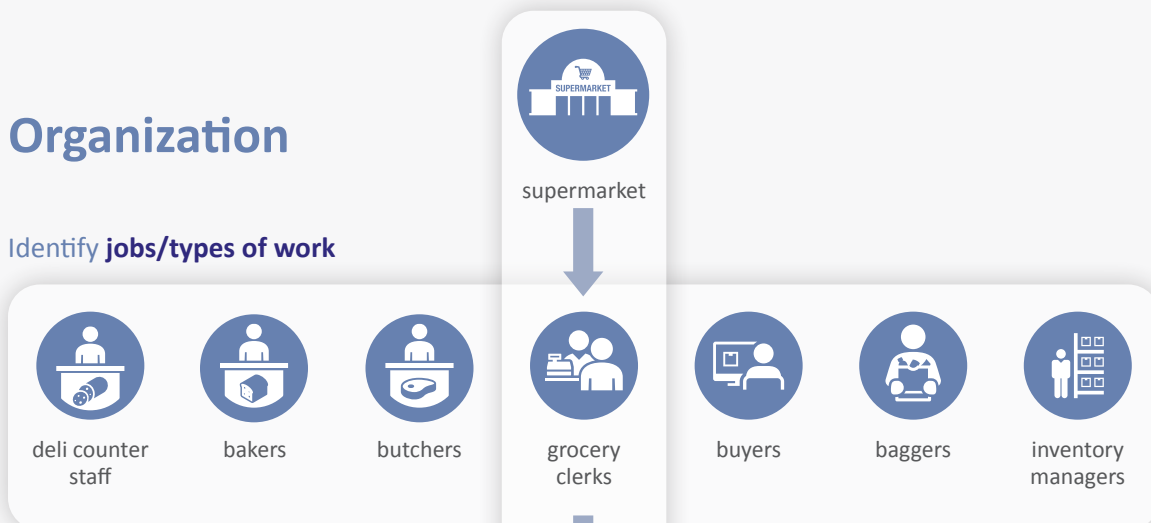 SUPERMARKET
Organization
supermarket
Identify jobs/types of work
deli counter
staff
bakers
butchers
grocery
clerks
buyers
baggers
inventory
managers